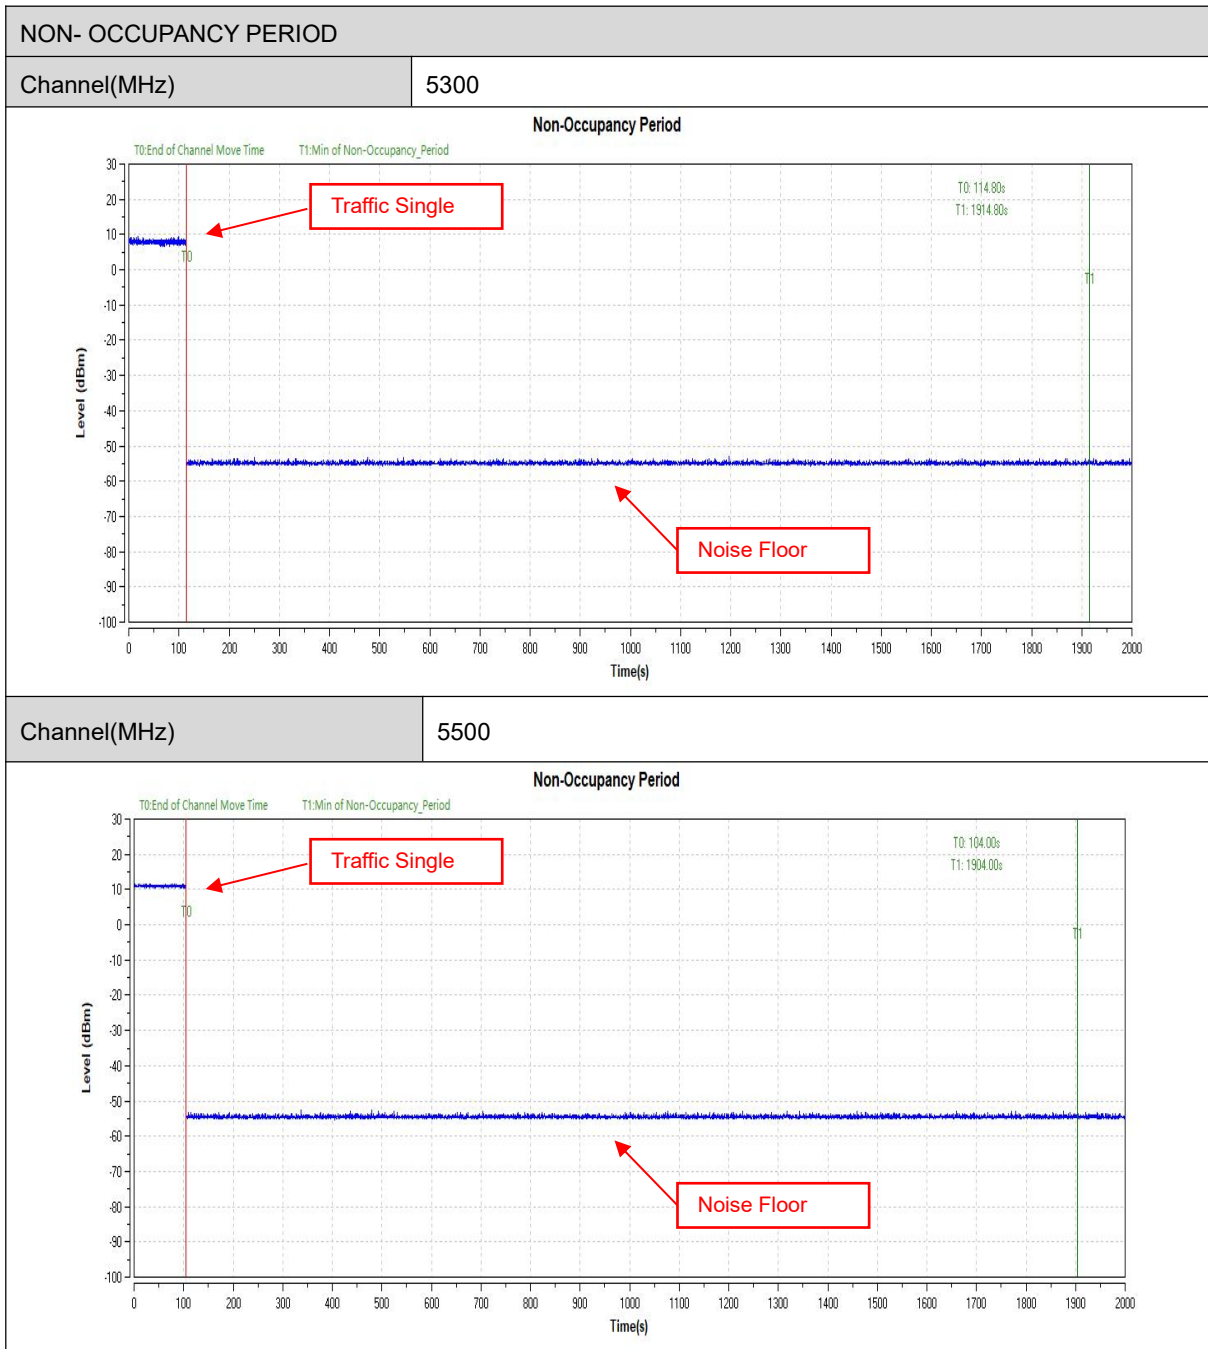 NON- OCCUPANCY PERIOD
Channel(MHz) 5300
Non-Occupancy Period
T0:End of Channel Move Time T1:Min of Non-Occupancy_Period
T0: 114.80s
T1: 1914.80s
Traffic Single
T0
T1
Noise Floor
Level (dBm)
30
20
10
0
-10
-20
-30
-40
-50
-60
-70
-80
-90
-100
0 100 200 300 400 500 600 700 800 900 1000 1100 1200 1300 1400 1500 1600 1700 1800 1900 2000
Time(s)
Channel(MHz) 5500
Non-Occupancy Period
T0:End of Channel Move Time T1:Min of Non-Occupancy_Period
T0: 104.00s
T1: 1904.00s
Traffic Single
T0
T1
Noise Floor
Level (dBm)
30
20
10
0
-10
-20
-30
-40
-50
-60
-70
-80
-90
-100
0 100 200 300 400 500 600 700 800 900 1000 1100 1200 1300 1400 1500 1600 1700 1800 1900 2000
Time(s)